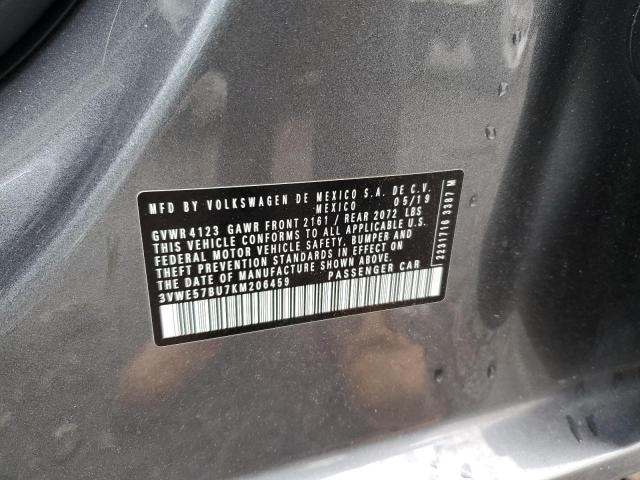 MFD BY VOLKSWAGEN DE MEXICO S.A. DE C.V.
MEXICO 05/19
GVWR 4123 GAWR FRONT 2161 / REAR 2072 LBS
THIS VEHICLE CONFORMS TO ALL APPLICABLE U.S.
FEDERAL MOTOR VEHICLE SAFETY, BUMPER AND
THEFT PREVENTION STANDARDS IN EFFECT ON
THE DATE OF MANUFACTURE SHOWN ABOVE.
3VWE57BU7KM206459 PASSENGER CAR
2231716 3307 M